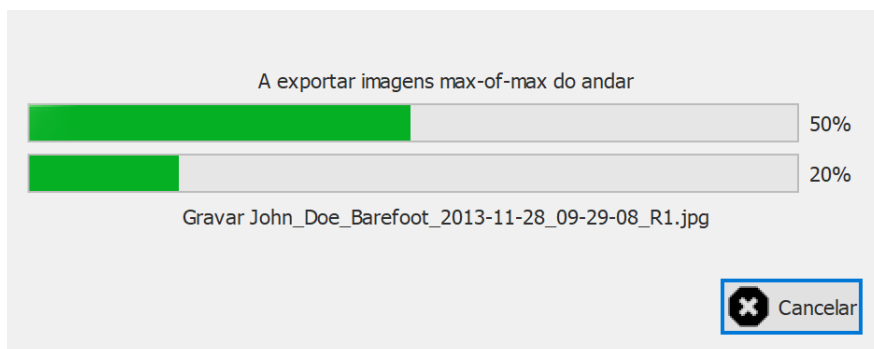 A exportar imagens max-of-max do andar
50%
20%
Gravar John_Doe_Barefoot_2013-11-28_09-29-08_R1.jpg
Cancelar